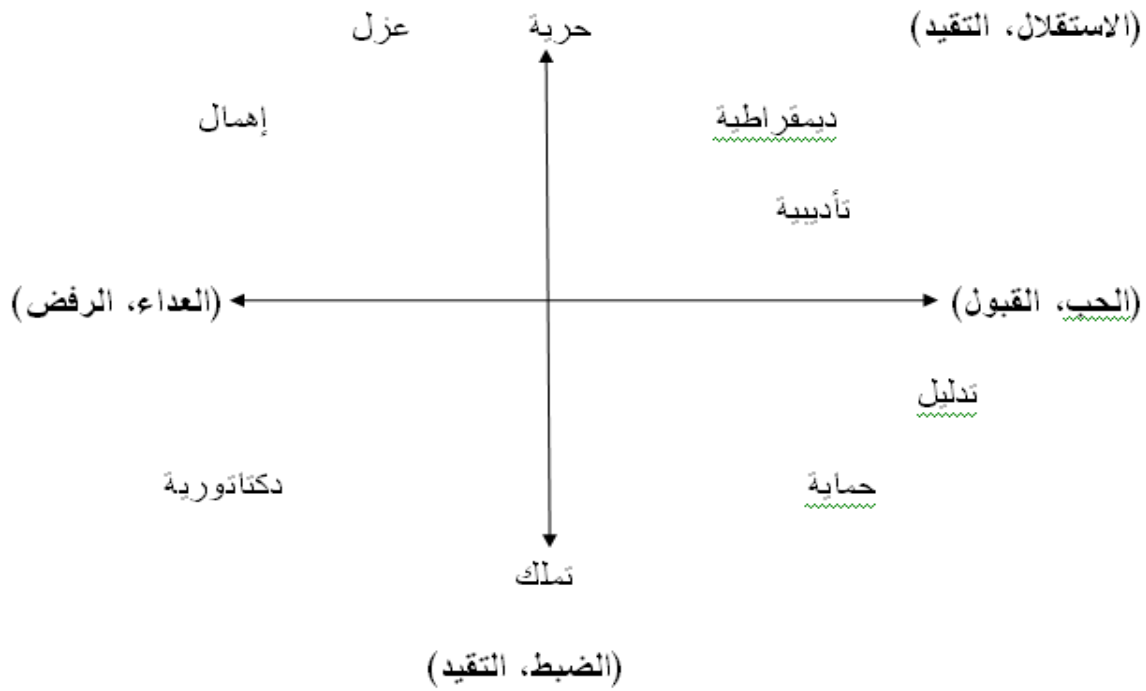 (الاستقلال، التقيد) حرية عزل
ديمقراطية إهمال
تأديبية
(الحب، القبول) (العداء، الرفض)
تدليل
حماية دكتاتورية
تملك
(الضبط، التقيد)